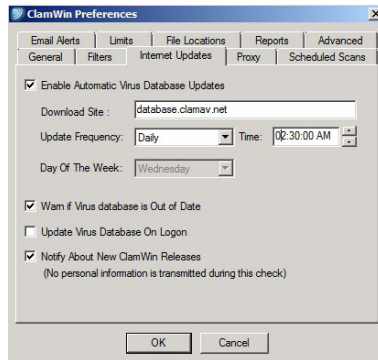 ClamWin Preferences
Email Alerts Limits File Locations Reports Advanced
General Filters Internet Updates Proxy Scheduled Scans
Enable Automatic Virus Database Updates
Download Site : database.clamav.net
Update Frequency: Daily Time: 02:30:00 AM
Day Of The Week: Wednesday
Warn if Virus database is Out of Date
Update Virus Database On Logon
Notify About New ClamWin Releases
(No personal information is transmitted during this check)
OK Cancel